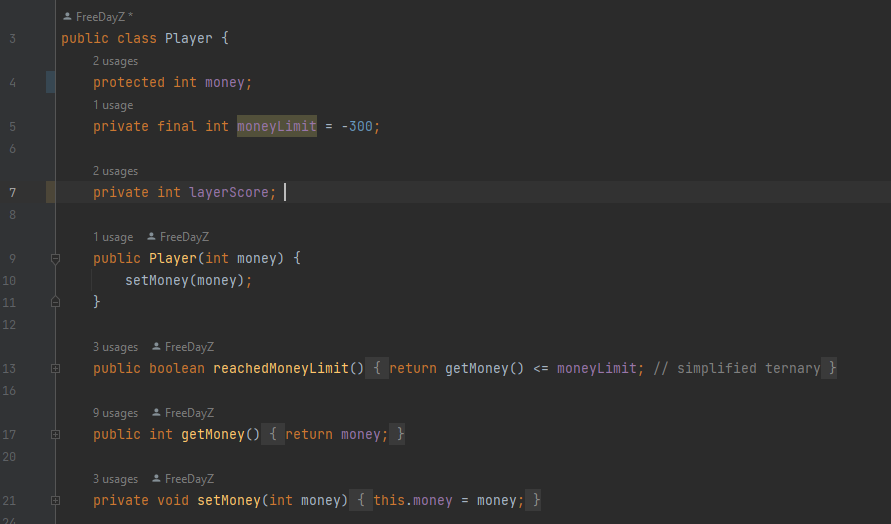 FreeDayZ *
3 public class Player {
2 usages
4 protected int money;
1 usage
5 private final int moneyLimit = -300;
6
2 usages
7 private int layerScore;
8
1 usage FreeDayZ
9 public Player(int money) {
10 setMoney(money);
11 }
12
3 usages FreeDayZ
13 public boolean reachedMoneyLimit() { return getMoney() <= moneyLimit; // simplified ternary }
16
9 usages FreeDayZ
17 public int getMoney() { return money; }
20
3 usages FreeDayZ
21 private void setMoney(int money) { this.money = money; }
24